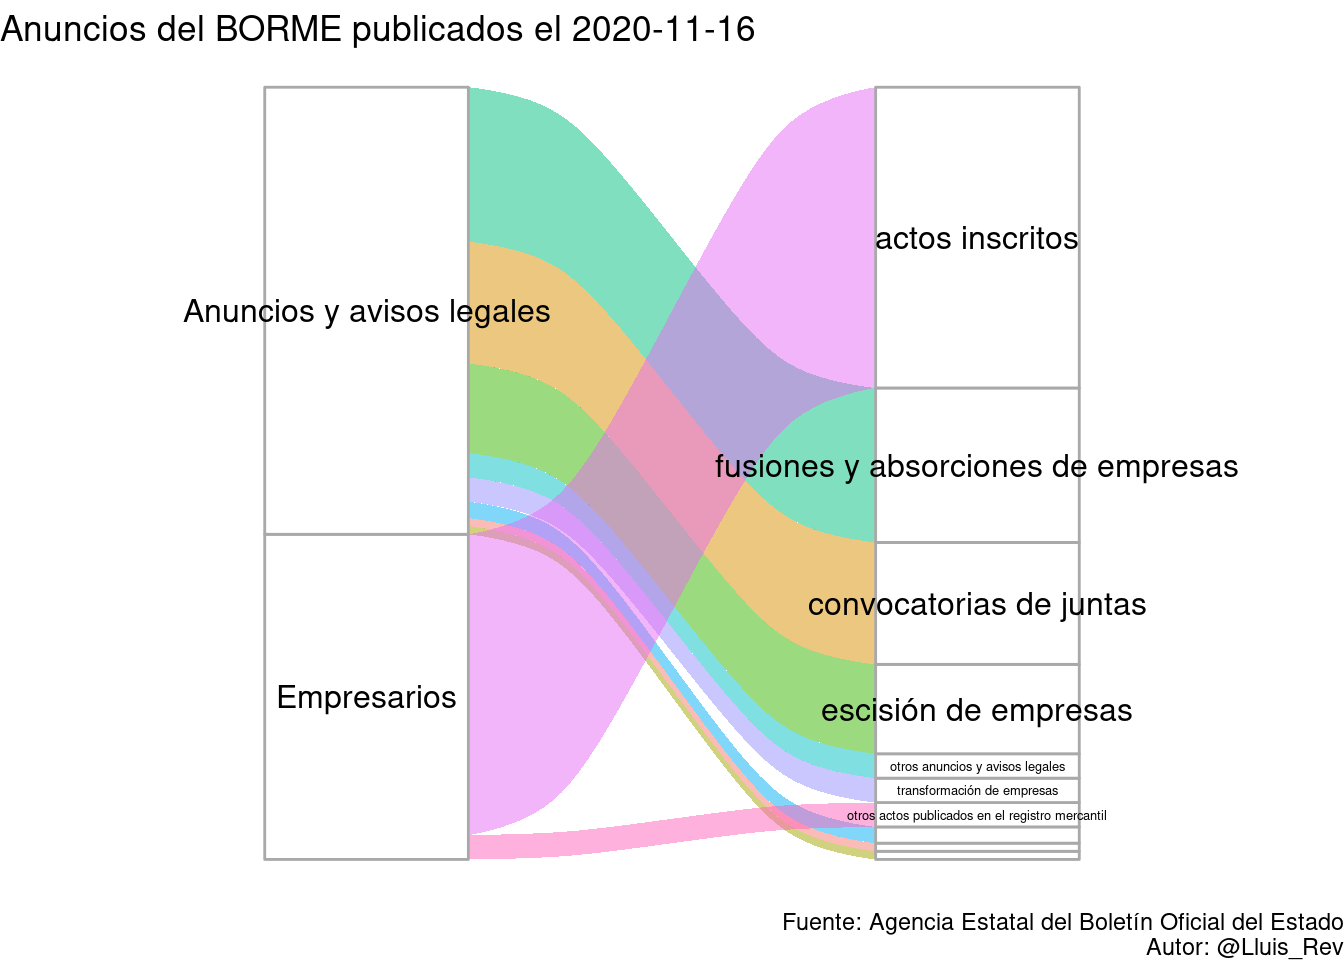 Anuncios del BORME publicados el 2020-11-16
actos inscritos
Anuncios y avisos legales
fusiones y absorciones de empresas
convocatorias de juntas
Empresarios
escisión de empresas
otros anuncios y avisos legales
transformación de empresas
otros actos publicados en el registro mercantil
Fuente: Agencia Estatal del Boletín Oficial del Estado
Autor: @Lluis_Rev